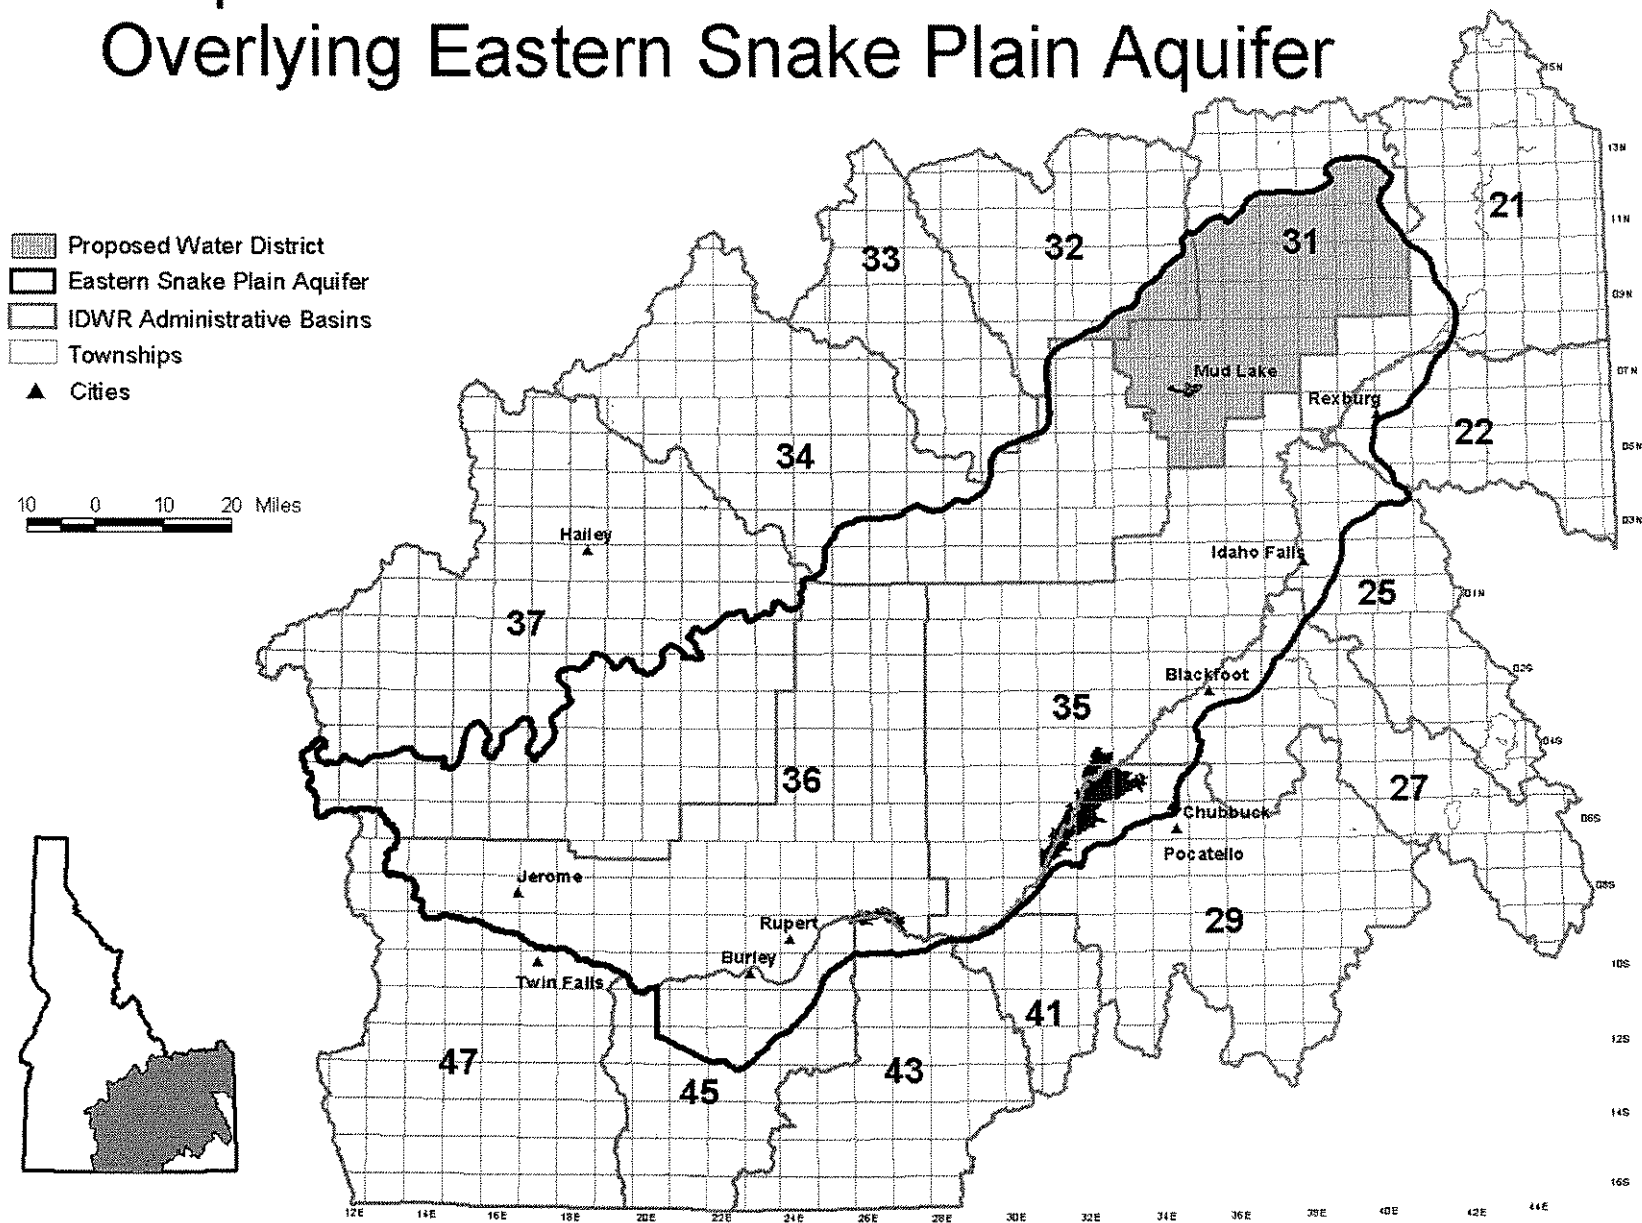 Overlying Eastern Snake Plain Aquifer
Proposed Water District
Eastern Snake Plain Aquifer
IDWR Administrative Basins
Townships
Cities
10 0 10 20 Miles
15N
13N
21
11N
31
32
33
09N
Mud Lake
07N
Rexburg
22
05N
34
03N
Hailey
Idaho Falls
25
01N
37
02S
Blackfoot
35
04S
36
27
Chubbuck
06S
Pocatello
Jerome
08S
29
Rupert
Burley
10S
Twin Falls
41
12S
47
43
45
14S
16S
12E 14E 16E 18E 20E 22E 24E 26E 28E 30E 32E 34E 36E 38E 40E 42E 44E